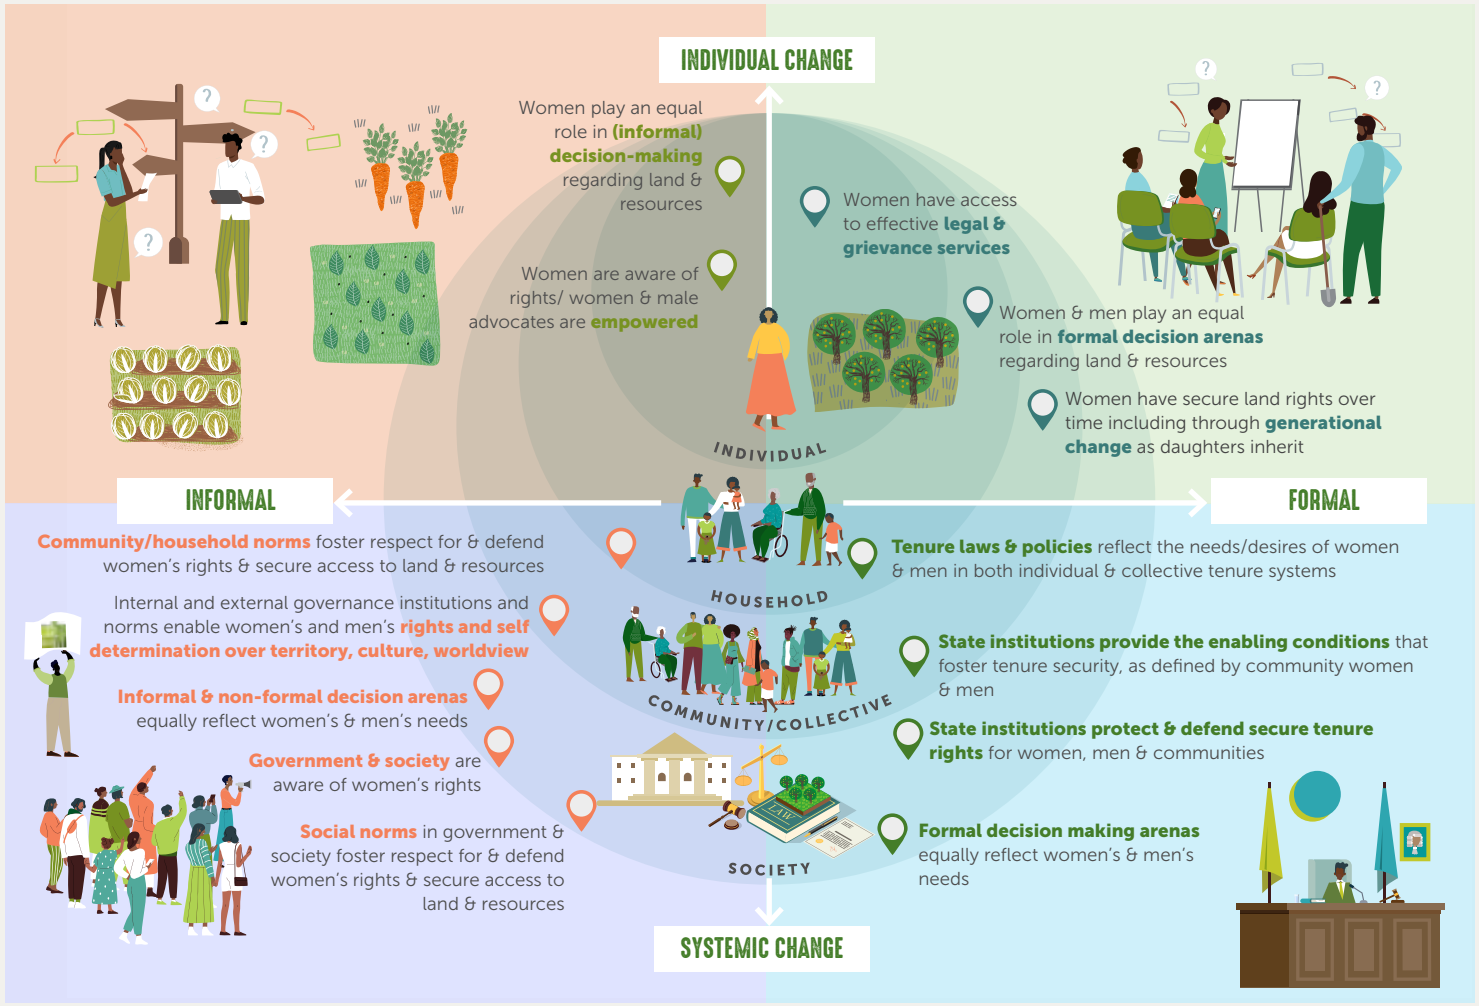 INDIVIDUAL CHANGE
Women play an equal
role in (informal)
decision-making
regarding land &
resources
Women are aware of
rights/ women & male
advocates are empowered
Women have access
to effective legal &
grievance services
Women & men play an equal
role in formal decision arenas
regarding land & resources
Women have secure land rights over
time including through generational
change as daughters inherit
?
?
?
?
?
INDIVIDUAL
INFORMAL
FORMAL
Community/household norms foster respect for & defend
women's rights & secure access to land & resources
Internal and external governance institutions and
norms enable women's and men's rights and self
determination over territory, culture, worldview
Informal & non-formal decision arenas
equally reflect women's & men's needs
Government & society are
aware of women's rights
Social norms in government &
society foster respect for & defend
women's rights & secure access to
land & resources
HOUSEHOLD
COMMUNITY/COLLECTIVE
LAW
SOCIETY
Tenure laws & policies reflect the needs/desires of women
& men in both individual & collective tenure systems
State institutions provide the enabling conditions that
foster tenure security, as defined by community women
& men
State institutions protect & defend secure tenure
rights for women, men & communities
Formal decision making arenas
equally reflect women's & men's
needs
SYSTEMIC CHANGE